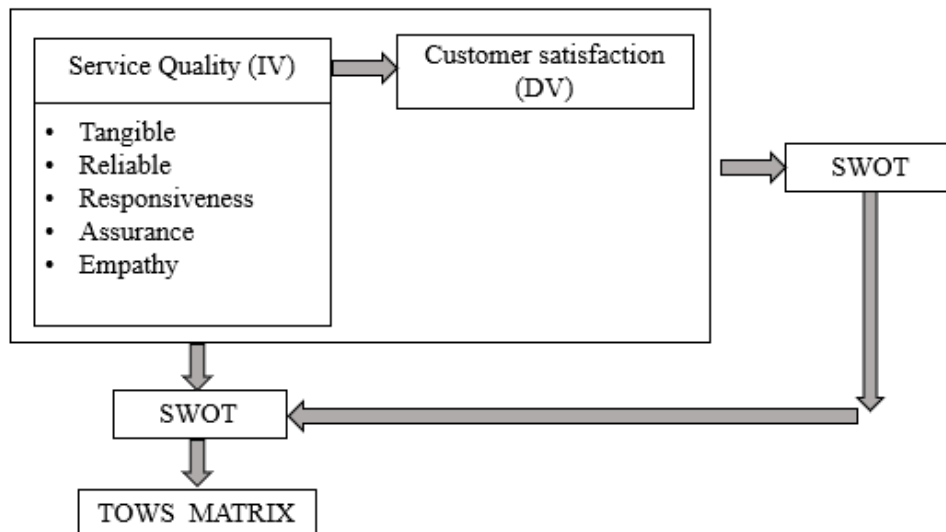 Service Quality (IV)
• Tangible
• Reliable
• Responsiveness
• Assurance
• Empathy
Customer satisfaction
(DV)
SWOT
SWOT
TOWS MATRIX